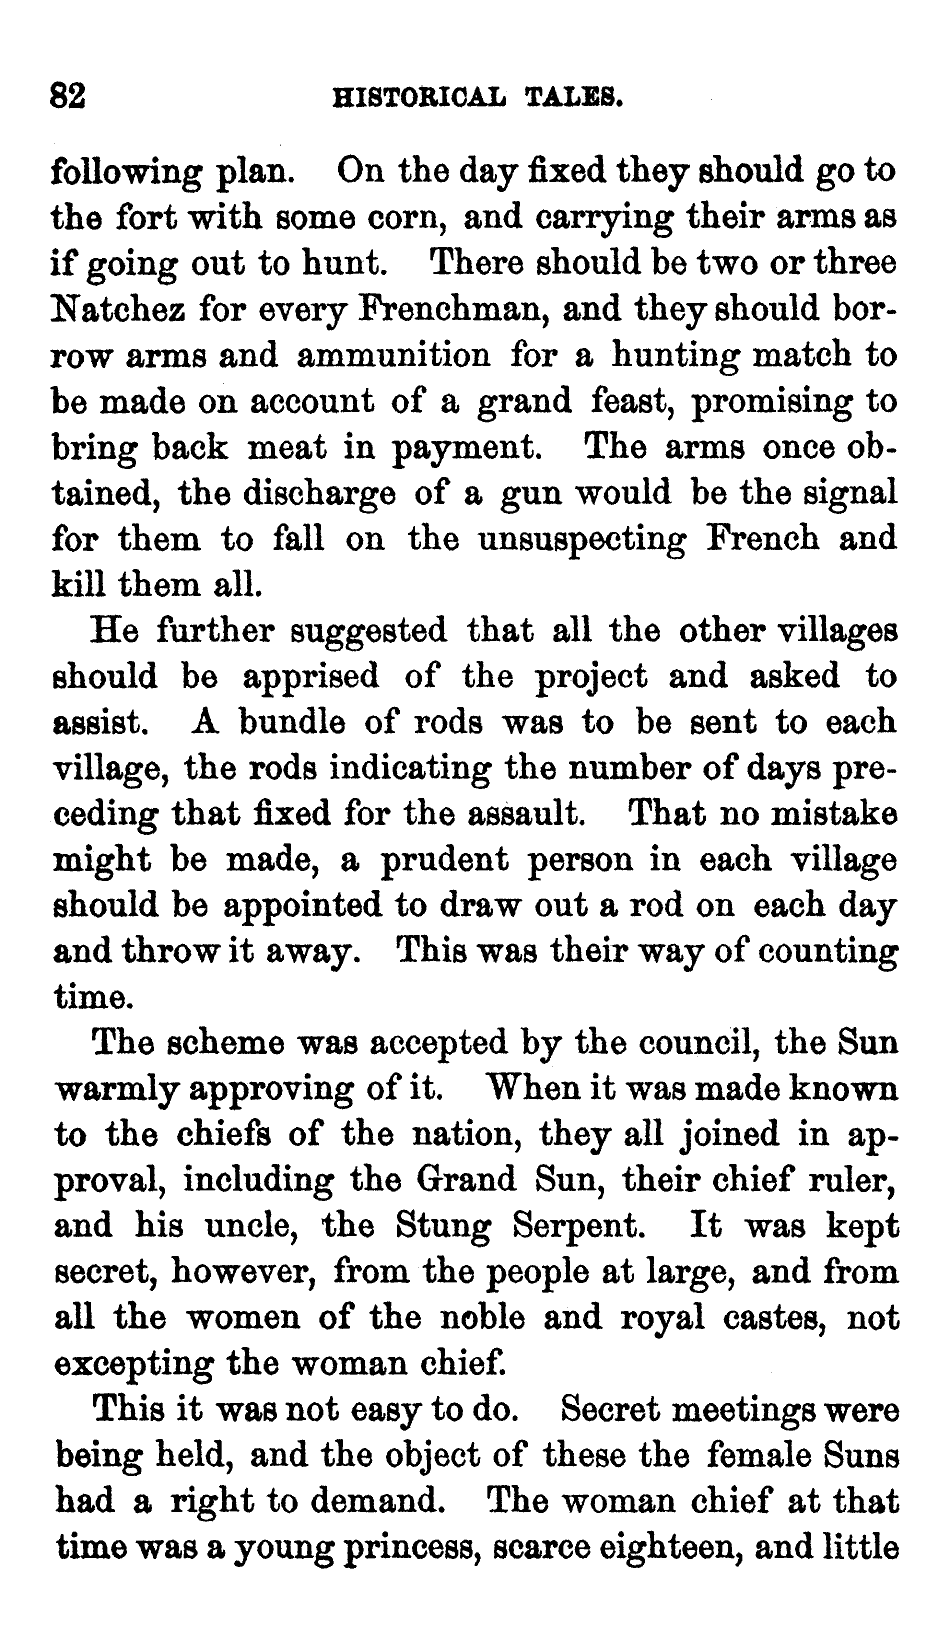 82 HISTORICAL TALES.
following plan. On the day fixed they should go to
the fort with some corn, and carrying their arms as
if going out to hunt. There should be two or three
Natchez for every Frenchman, and they should bor-
row arms and ammunition for a hunting match to
be made on account of a grand feast, promising to
bring back meat in payment. The arms once ob-
tained, the discharge of a gun would be the signal
for them to fall on the unsuspecting French and
kill them all.
He further suggested that all the other villages
should be apprised of the project and asked to
assist. A bundle of rods was to be sent to each
village, the rods indicating the number of days pre-
ceding that fixed for the assault. That no mistake
might be made, a prudent person in each village
should be appointed to draw out a rod on each day
and throw it away. This was their way of counting
time.
The scheme was accepted by the council, the Sun
warmly approving of it. When it was made known
to the chiefs of the nation, they all joined in ap-
proval, including the Grand Sun, their chief ruler,
and his uncle, the Stung Serpent. It was kept
secret, however, from the people at large, and from
all the women of the noble and royal castes, not
excepting the woman chief.
This it was not easy to do. Secret meetings were
being held, and the object of these the female Suns
had a right to demand. The woman chief at that
time was a young princess, scarce eighteen, and little